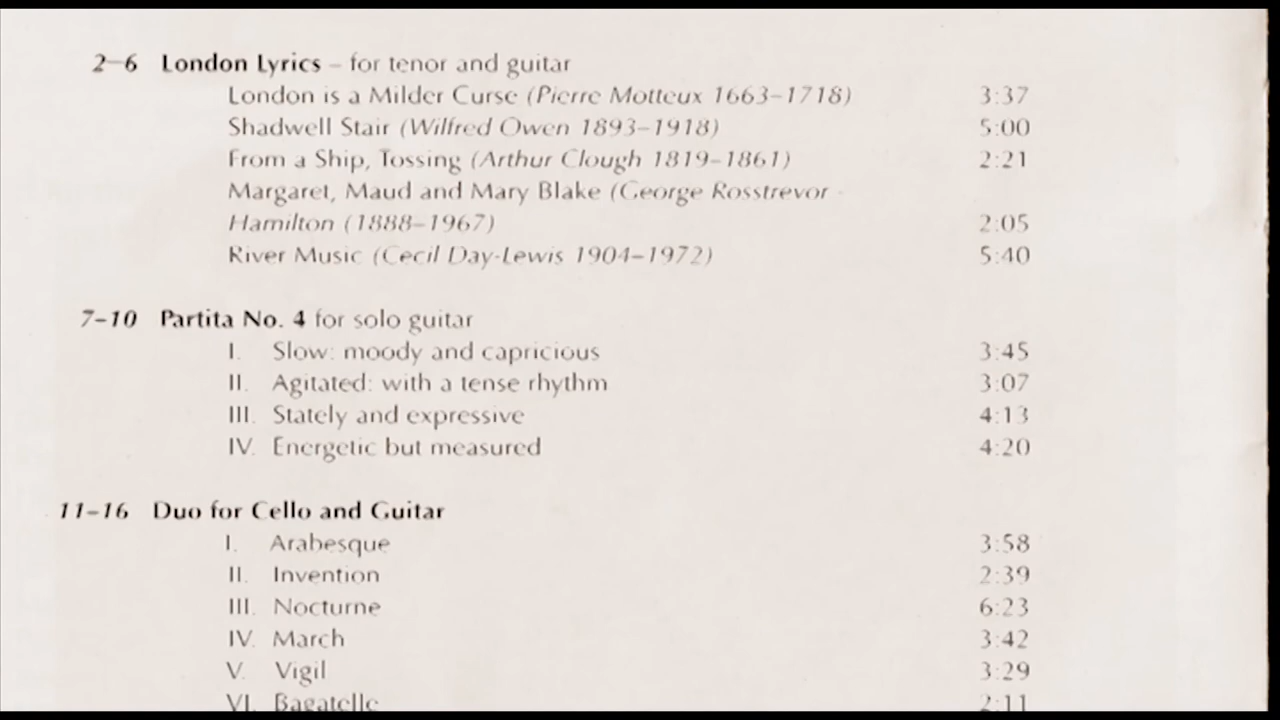 2–6 London Lyrics – for tenor and guitar
London is a Milder Curse (Pierre Motteux 1663–1718) 3:37
Shadwell Stair (Wilfred Owen 1893–1918) 5:00
From a Ship, Tossing (Arthur Clough 1819–1861) 2:21
Margaret, Maud and Mary Blake (George Rosstrevor -
Hamilton (1888–1967) 2:05
River Music (Cecil Day-Lewis 1904–1972) 5:40
7–10 Partita No. 4 for solo guitar
I. Slow: moody and capricious 3:45
II. Agitated: with a tense rhythm 3:07
III. Stately and expressive 4:13
IV. Energetic but measured 4:20
11–16 Duo for Cello and Guitar
I. Arabesque 3:58
II. Invention 2:39
III. Nocturne 6:23
IV. March 3:42
V. Vigil 3:29
VI. Bagatelle 2:11